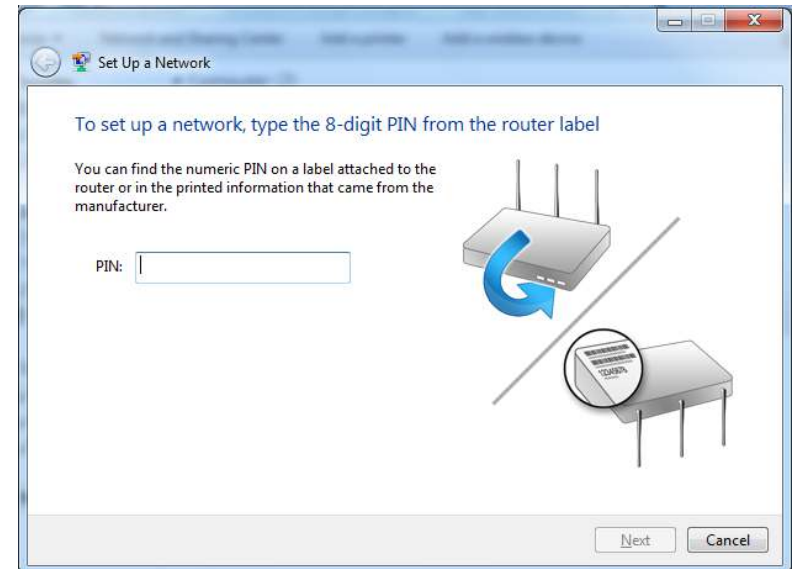 Set Up a Network
To set up a network, type the 8-digit PIN from the router label
You can find the numeric PIN on a label attached to the
router or in the printed information that came from the
manufacturer.
PIN:
12345678
Next
Cancel